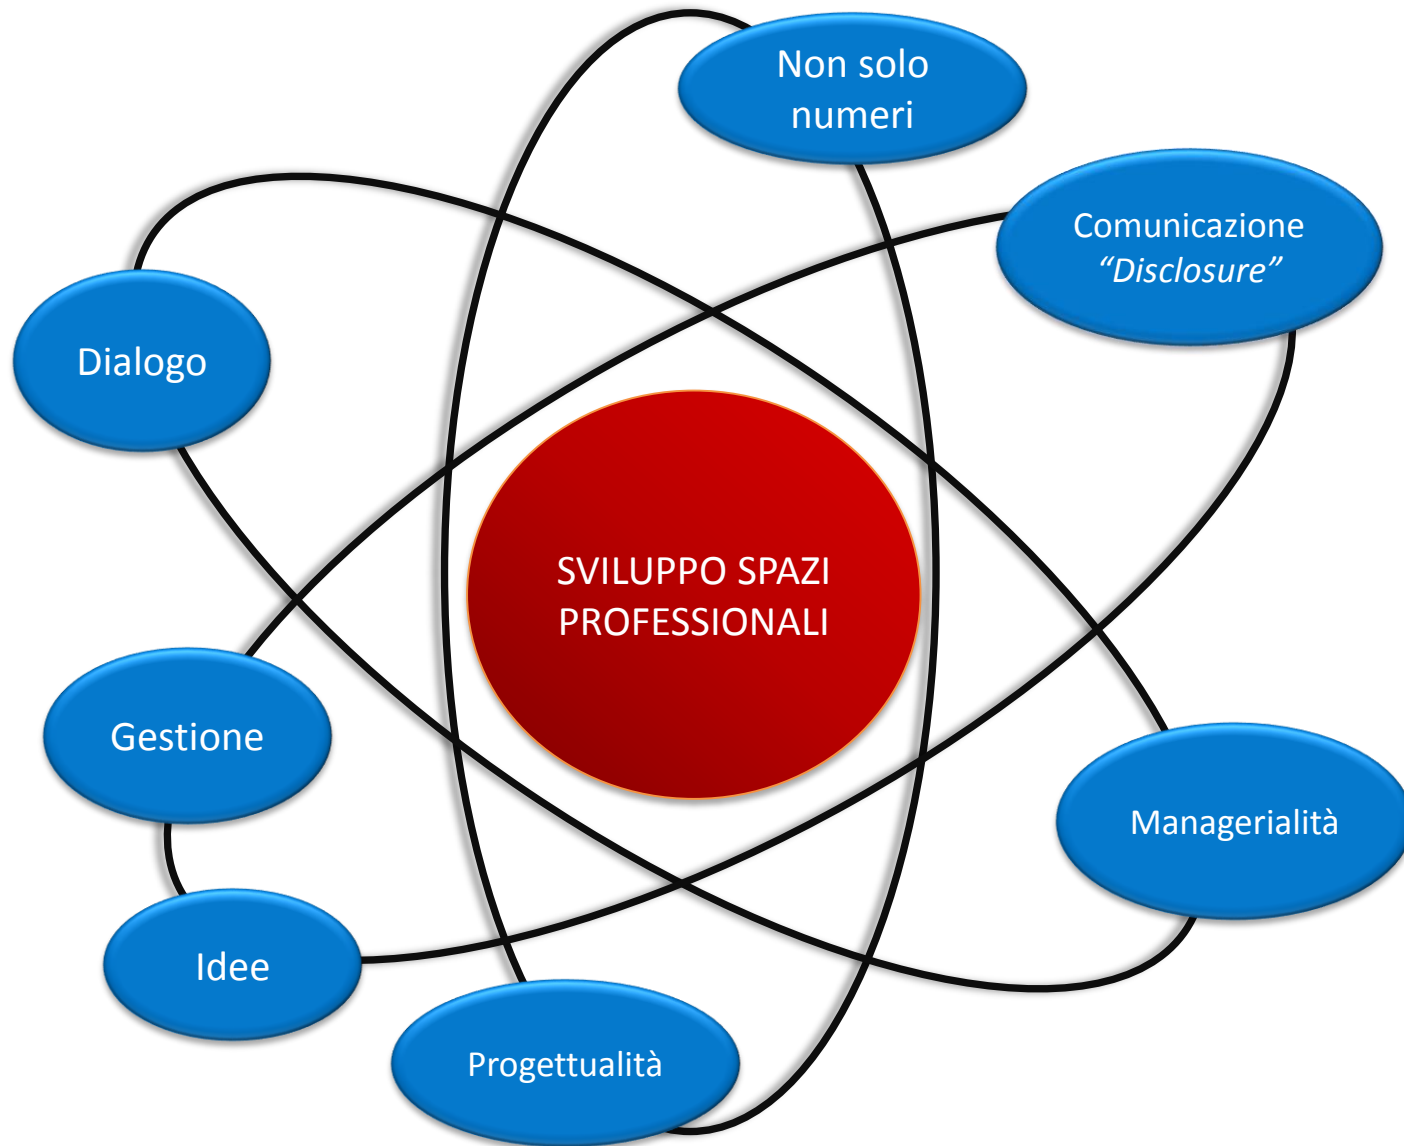 Non solo
numeri
Comunicazione
“Disclosure”
Dialogo
SVILUPPO SPAZI
PROFESSIONALI
Gestione
Managerialità
Idee
Progettualità